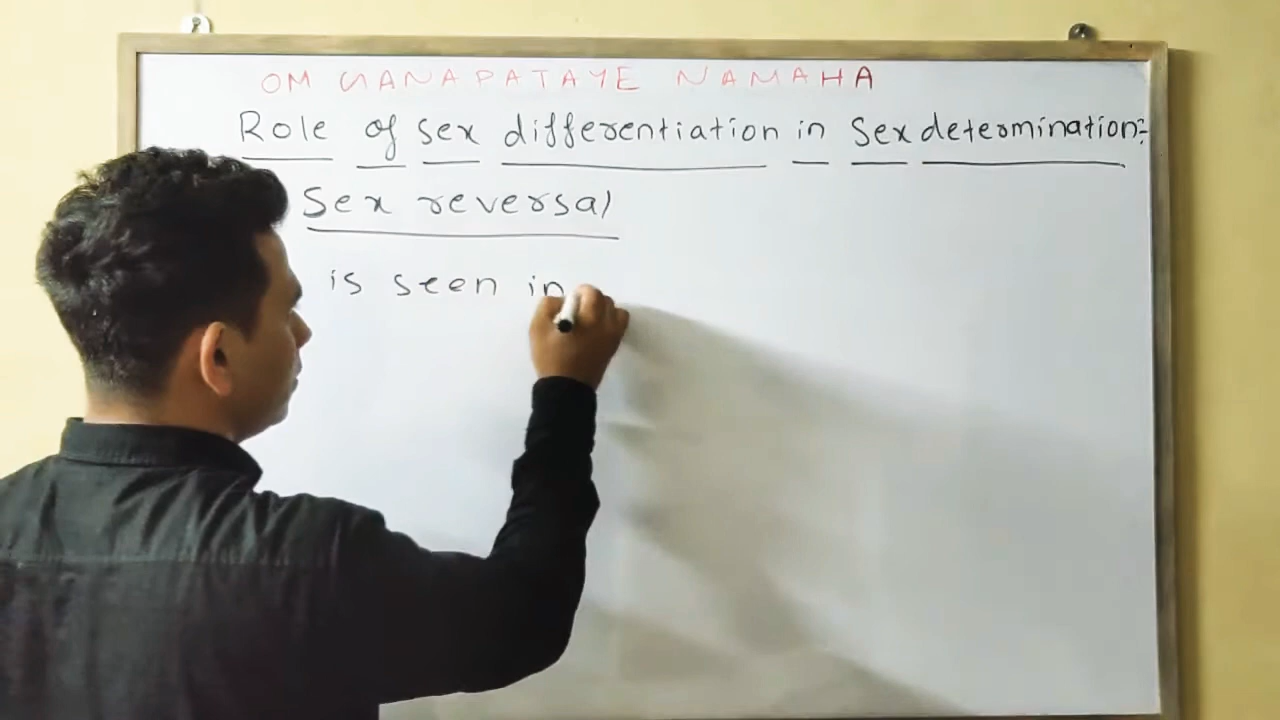 OM GANAPATAYE NAMAHA
Role of sex differentiation in sex determination:-
Sex reversal
is seen in